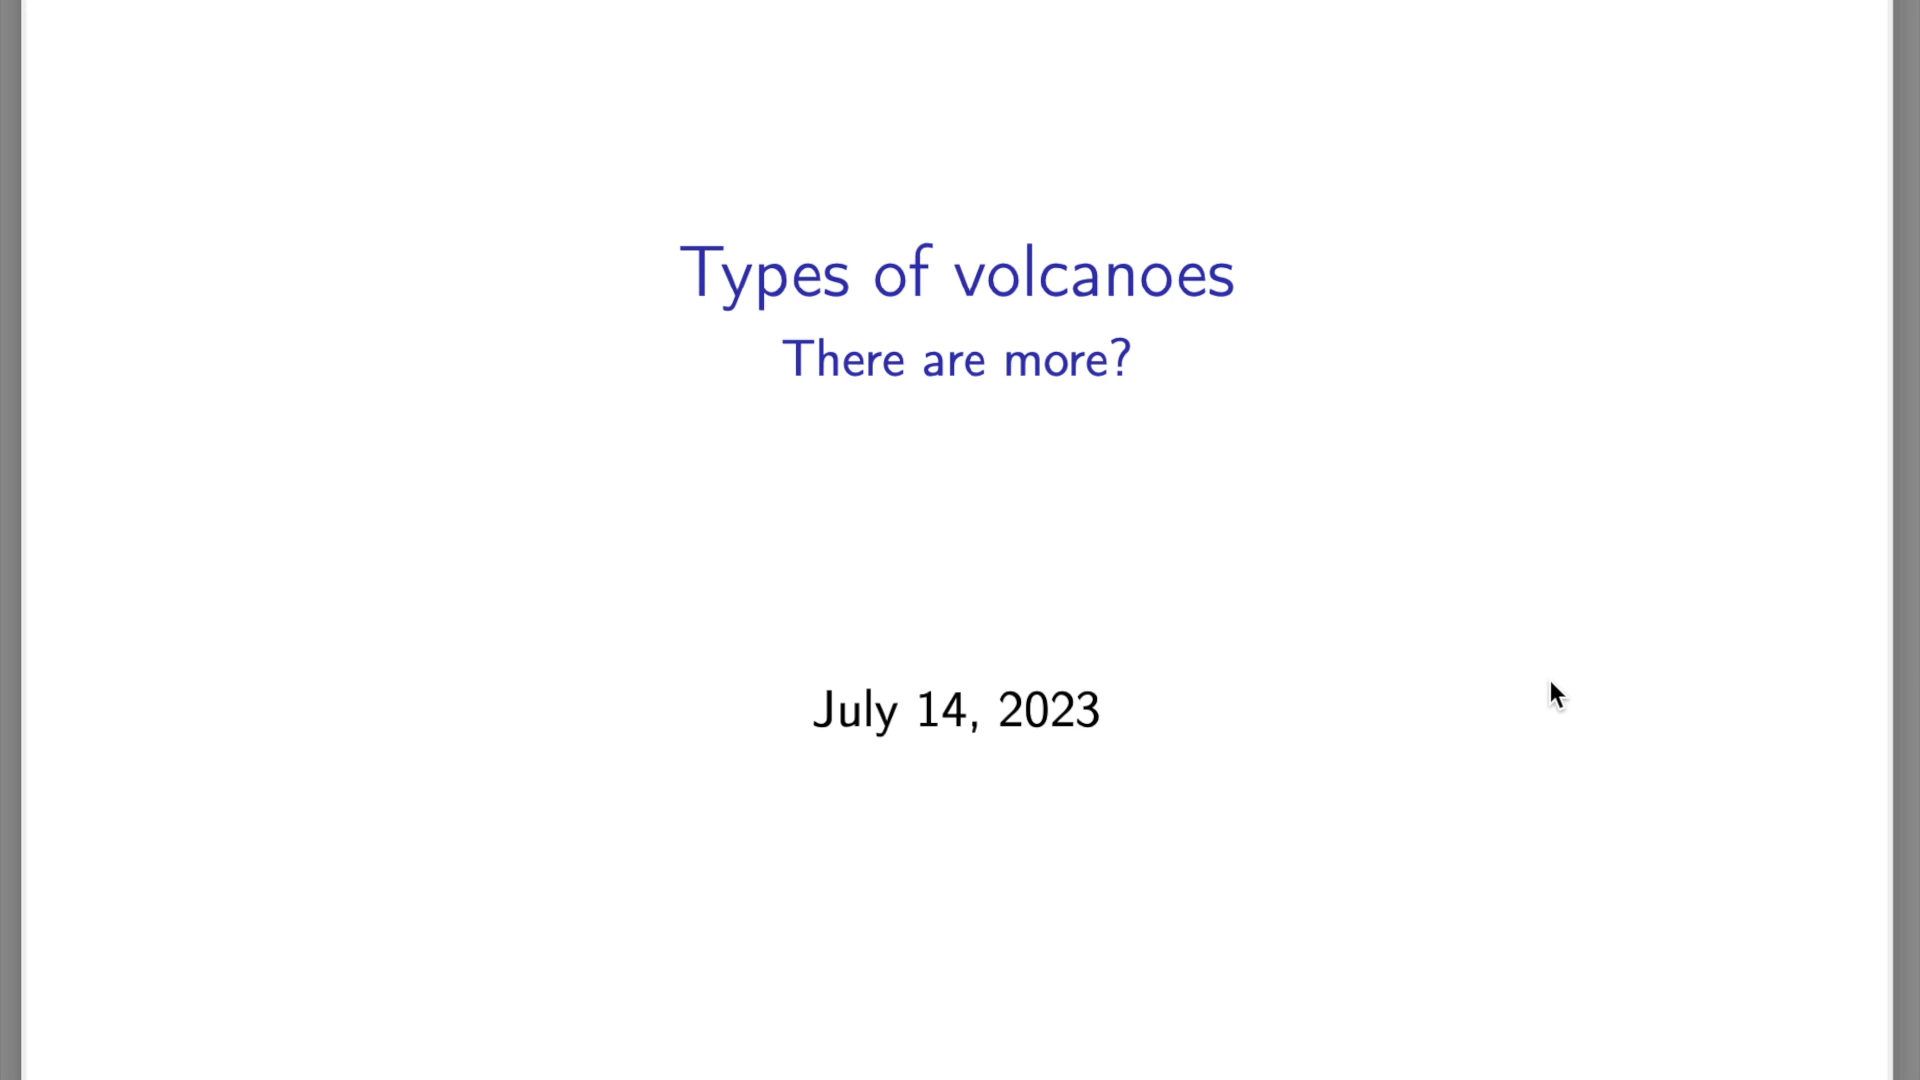 Types of volcanoes
There are more?
July 14, 2023